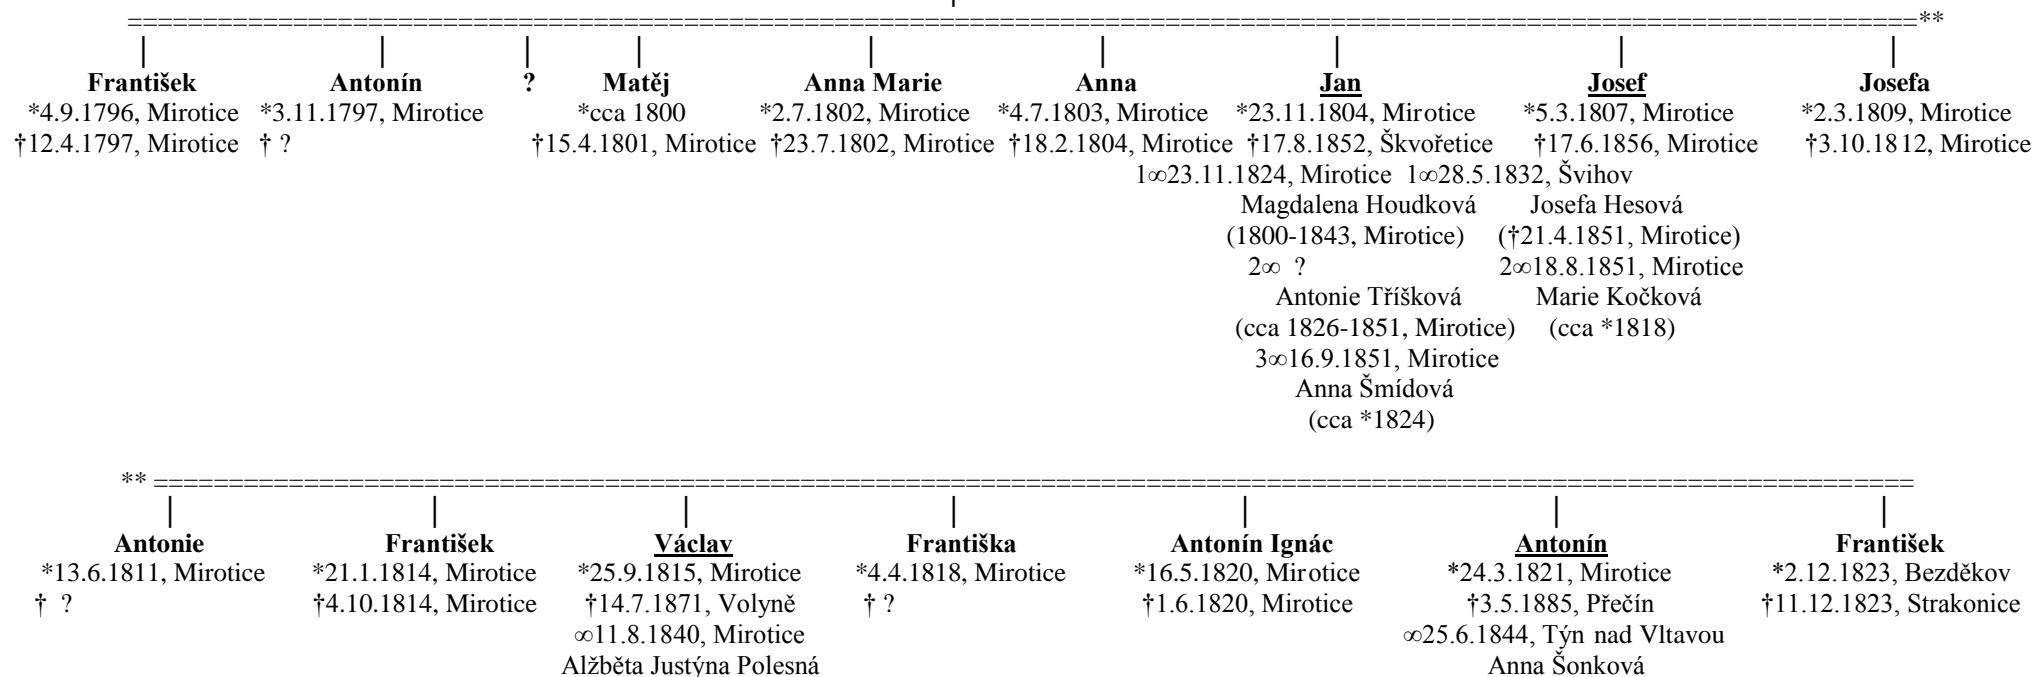 **
František Antonín ? Matěj Anna Marie Anna Jan Josef Josefa
*4.9.1796, Mirotice *3.11.1797, Mirotice *cca 1800 *2.7.1802, Mirotice *4.7.1803, Mirotice *23.11.1804, Mirotice *5.3.1807, Mirotice *2.3.1809, Mirotice
†12.4.1797, Mirotice † ? †15.4.1801, Mirotice †23.7.1802, Mirotice †18.2.1804, Mirotice †17.8.1852, Škvořetice †17.6.1856, Mirotice †3.10.1812, Mirotice
1∞23.11.1824, Mirotice 1∞28.5.1832, Švihov
Magdalena Houdková Josefa Hesová
(1800-1843, Mirotice) (†21.4.1851, Mirotice)
2∞ ? 2∞18.8.1851, Mirotice
Antonie Tříšková Marie Kočková
(cca 1826-1851, Mirotice) (cca *1818)
3∞16.9.1851, Mirotice
Anna Šmídová
(cca *1824)
**
Antonie František Václav Františka Antonín Ignác Antonín František
*13.6.1811, Mirotice *21.1.1814, Mirotice *25.9.1815, Mirotice *4.4.1818, Mirotice *16.5.1820, Mirotice *24.3.1821, Mirotice *2.12.1823, Bezděkov
† ? †4.10.1814, Mirotice †14.7.1871, Volyně † ? †1.6.1820, Mirotice †3.5.1885, Přečín †11.12.1823, Strakonice
∞11.8.1840, Mirotice ∞25.6.1844, Týn nad Vltavou
Alžběta Justýna Polesná Anna Šonková